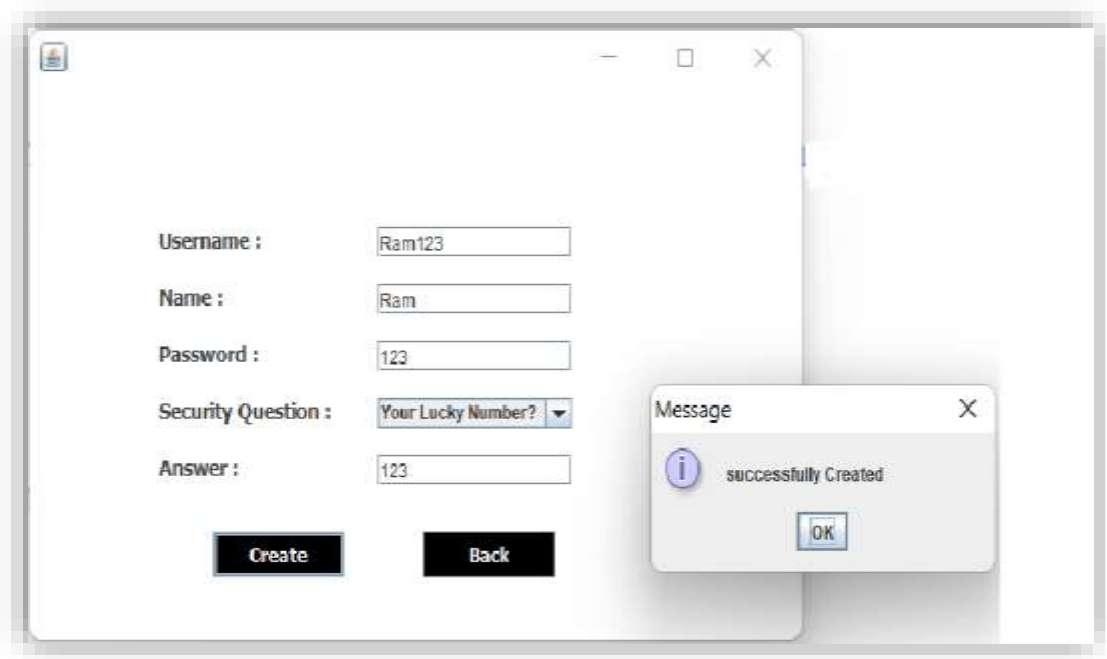 Username : Ram123
Name : Ram
Password : 123
Security Question : Your Lucky Number?
Answer : 123
Create Back
Message
i
successfully Created
OK